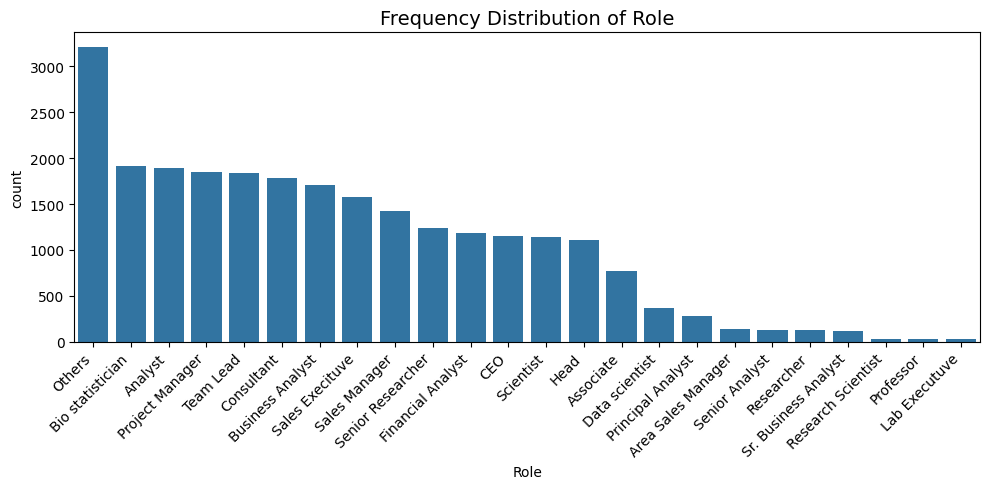 Frequency Distribution of Role
count
3000
2500
2000
1500
1000
500
0
Others
Bio statistician
Analyst
Project Manager
Team Lead
Consultant
Business Analyst
Sales Execituve
Sales Manager
Senior Researcher
Financial Analyst
CEO
Scientist
Head
Associate
Data scientist
Principal Analyst
Area Sales Manager
Senior Analyst
Researcher
Sr. Business Analyst
Research Scientist
Professor
Lab Executuve
Role